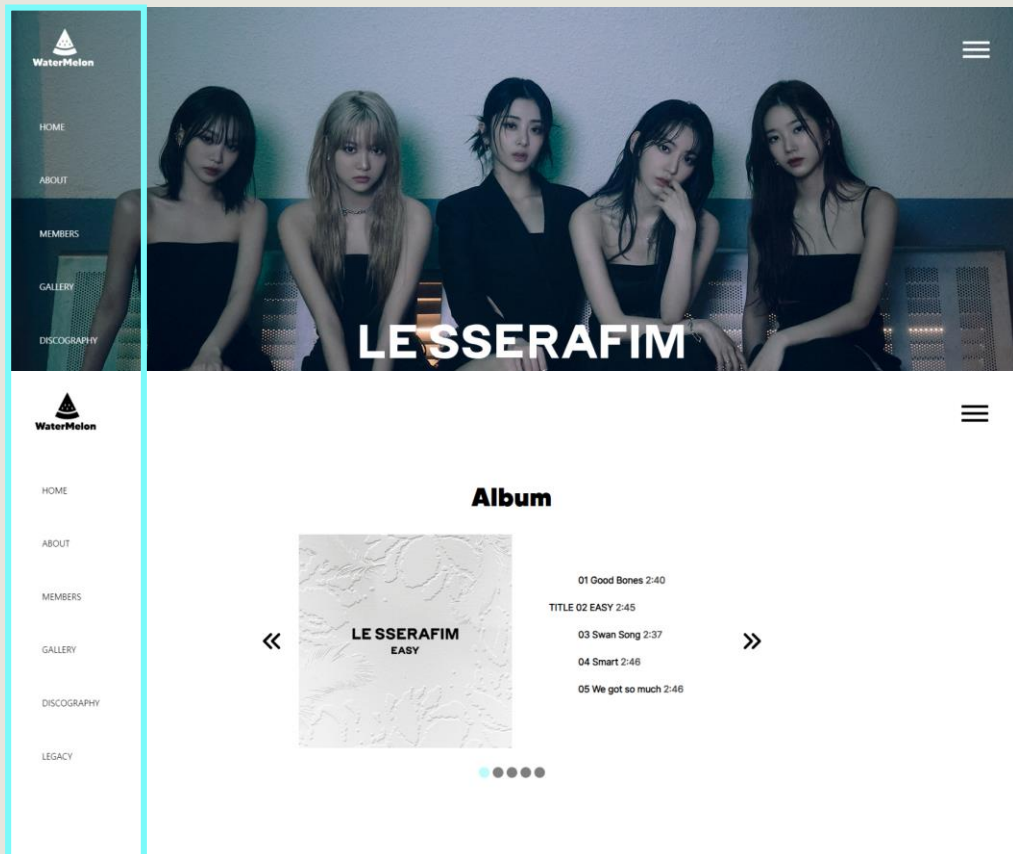 WaterMelon
HOME
ABOUT
MEMBERS
GALLERY
DISCOGRAPHY
LE SSERAFIM
WaterMelon
HOME
ABOUT
MEMBERS
GALLERY
DISCOGRAPHY
LEGACY
Album
LE SSERAFIM
EASY
01 Good Bones 2:40
TITLE 02 EASY 2:45
03 Swan Song 2:37
04 Smart 2:46
05 We got so much 2:46